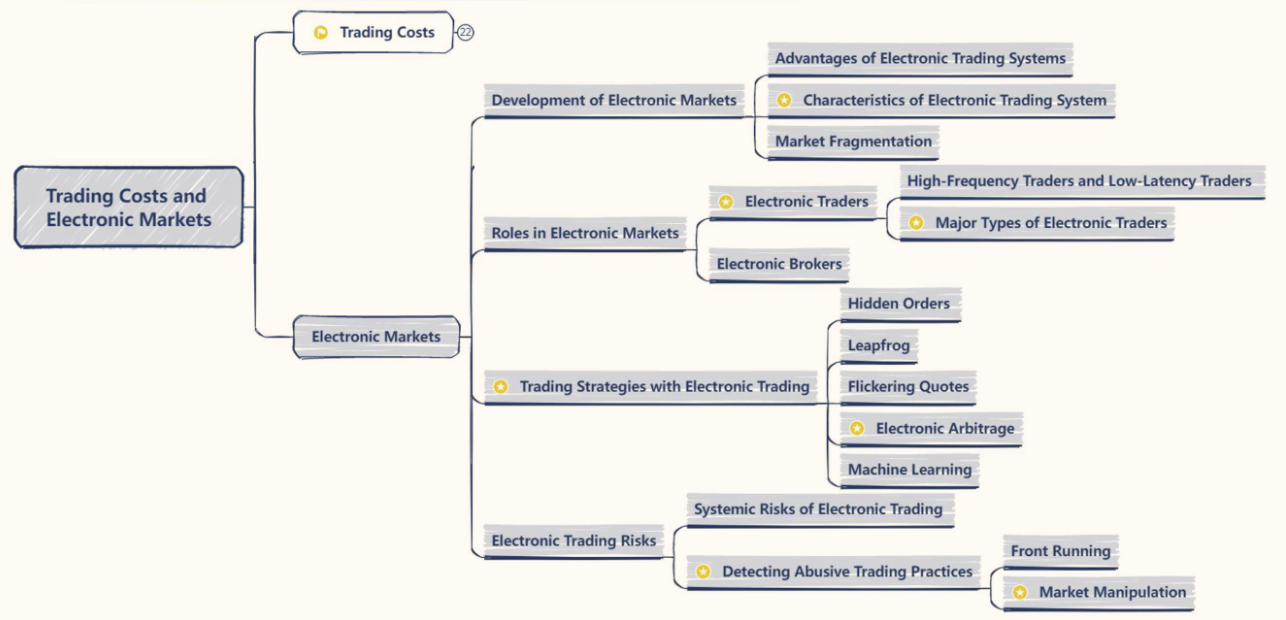 Trading Costs and
Electronic Markets
Trading Costs
22
Electronic Markets
Development of Electronic Markets
Advantages of Electronic Trading Systems
Characteristics of Electronic Trading System
Market Fragmentation
Roles in Electronic Markets
Electronic Traders
High-Frequency Traders and Low-Latency Traders
Major Types of Electronic Traders
Electronic Brokers
Trading Strategies with Electronic Trading
Hidden Orders
Leapfrog
Flickering Quotes
Electronic Arbitrage
Machine Learning
Electronic Trading Risks
Systemic Risks of Electronic Trading
Detecting Abusive Trading Practices
Front Running
Market Manipulation